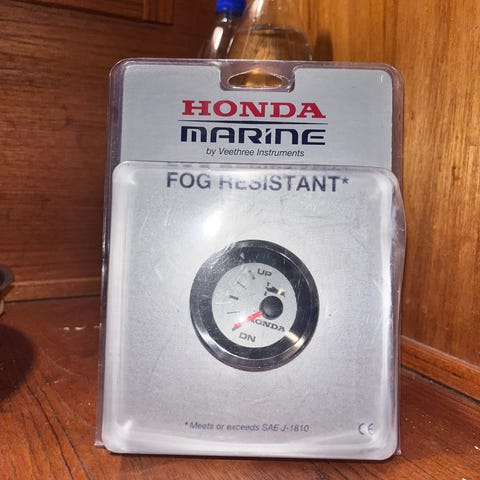 HONDA
MARINE
by Veethree Instruments
FOG RESISTANT*
UP
HONDA
DN
* Meets or exceeds SAE J-1810
CE